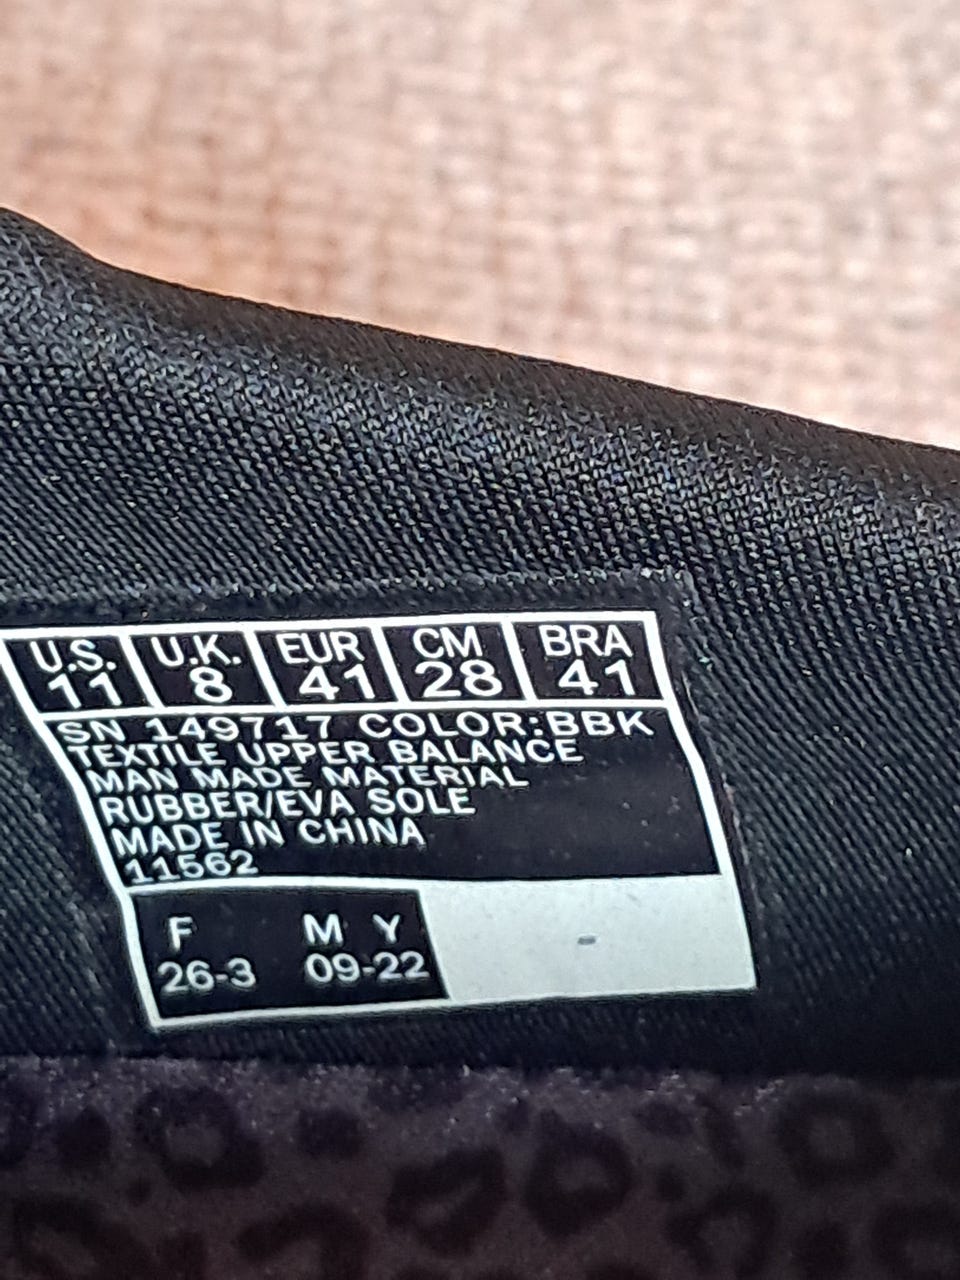 U.S. U.K. EUR CM BRA
11 8 41 28 41
SN 149717 COLOR:BBK
TEXTILE UPPER BALANCE
MAN MADE MATERIAL
RUBBER/EVA SOLE
MADE IN CHINA
11562
F M Y
26-3 09-22